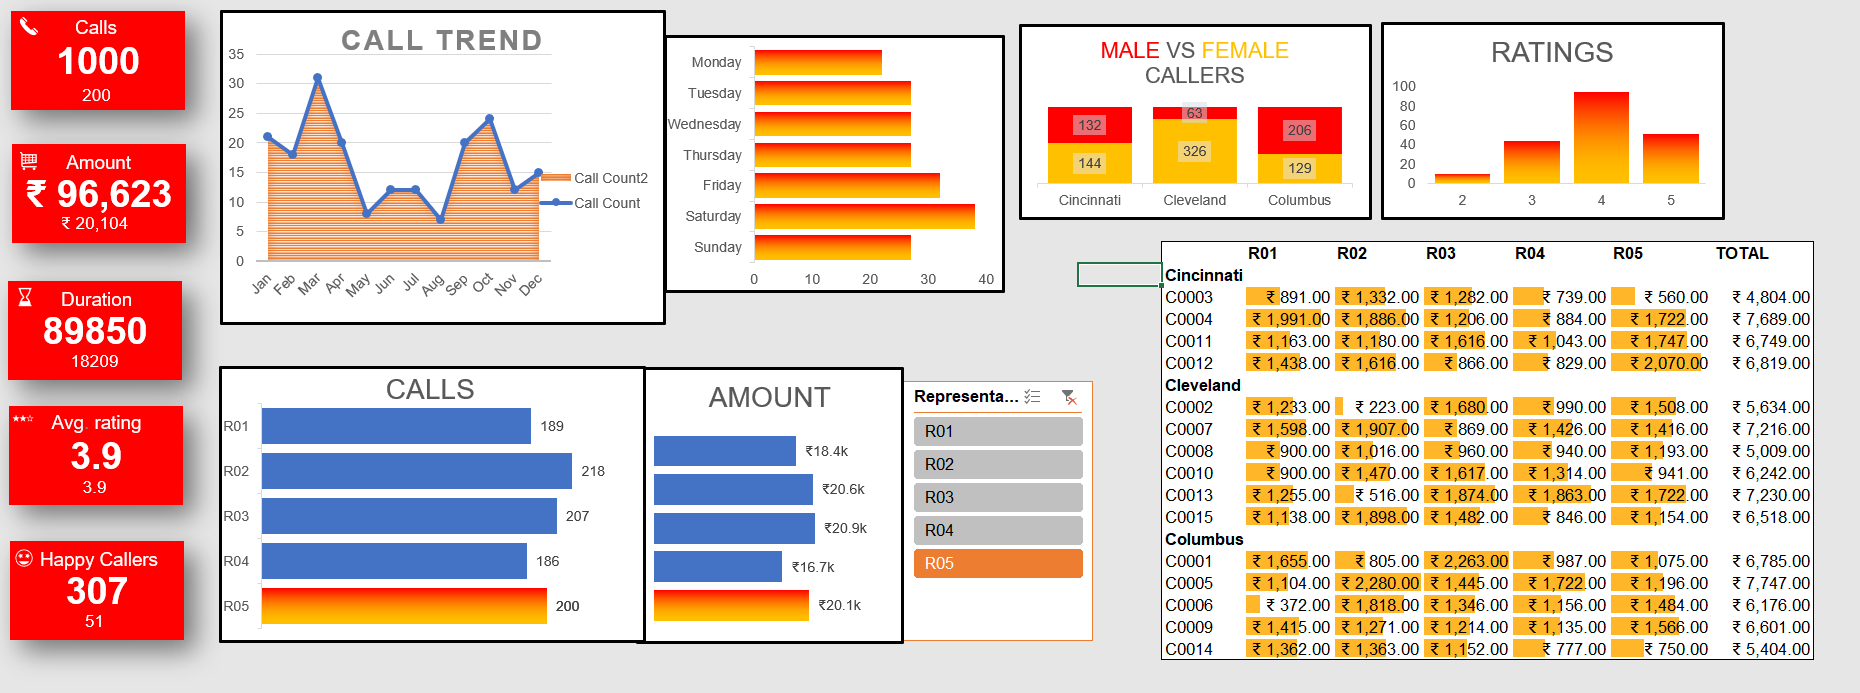 Calls
1000
200
Amount
₹ 96,623
₹ 20,104
Duration
89850
18209
Avg. rating
3.9
3.9
Happy Callers
307
51
CALL TREND
35
30
25
20
15
10
5
0
Jan Feb Mar Apr May Jun Jul Aug Sep Oct Nov Dec
Call Count2
Call Count
Monday
Tuesday
Wednesday
Thursday
Friday
Saturday
Sunday
0 10 20 30 40
MALE VS FEMALE
CALLERS
132 63 206
144 326 129
Cincinnati Cleveland Columbus
RATINGS
100
80
60
40
20
0
2 3 4 5
CALLS
R01 189
R02 218
R03 207
R04 186
R05 200
AMOUNT
₹18.4k
₹20.6k
₹20.9k
₹16.7k
₹20.1k
Representa...
R01
R02
R03
R04
R05
R01 R02 R03 R04 R05 TOTAL
Cincinnati
C0003 ₹ 891.00 ₹ 1,332.00 ₹ 1,282.00 ₹ 739.00 ₹ 560.00 ₹ 4,804.00
C0004 ₹ 1,991.00 ₹ 1,886.00 ₹ 1,206.00 ₹ 884.00 ₹ 1,722.00 ₹ 7,689.00
C0011 ₹ 1,163.00 ₹ 1,180.00 ₹ 1,616.00 ₹ 1,043.00 ₹ 1,747.00 ₹ 6,749.00
C0012 ₹ 1,438.00 ₹ 1,616.00 ₹ 866.00 ₹ 829.00 ₹ 2,070.00 ₹ 6,819.00
Cleveland
C0002 ₹ 1,233.00 ₹ 223.00 ₹ 1,680.00 ₹ 990.00 ₹ 1,508.00 ₹ 5,634.00
C0007 ₹ 1,598.00 ₹ 1,907.00 ₹ 869.00 ₹ 1,426.00 ₹ 1,416.00 ₹ 7,216.00
C0008 ₹ 900.00 ₹ 1,016.00 ₹ 960.00 ₹ 940.00 ₹ 1,193.00 ₹ 5,009.00
C0010 ₹ 900.00 ₹ 1,470.00 ₹ 1,617.00 ₹ 1,314.00 ₹ 941.00 ₹ 6,242.00
C0013 ₹ 1,255.00 ₹ 516.00 ₹ 1,874.00 ₹ 1,863.00 ₹ 1,722.00 ₹ 7,230.00
C0015 ₹ 1,138.00 ₹ 1,898.00 ₹ 1,482.00 ₹ 846.00 ₹ 1,154.00 ₹ 6,518.00
Columbus
C0001 ₹ 1,655.00 ₹ 805.00 ₹ 2,263.00 ₹ 987.00 ₹ 1,075.00 ₹ 6,785.00
C0005 ₹ 1,104.00 ₹ 2,280.00 ₹ 1,445.00 ₹ 1,722.00 ₹ 1,196.00 ₹ 7,747.00
C0006 ₹ 372.00 ₹ 1,818.00 ₹ 1,346.00 ₹ 1,156.00 ₹ 1,484.00 ₹ 6,176.00
C0009 ₹ 1,415.00 ₹ 1,271.00 ₹ 1,214.00 ₹ 1,135.00 ₹ 1,566.00 ₹ 6,601.00
C0014 ₹ 1,362.00 ₹ 1,363.00 ₹ 1,152.00 ₹ 777.00 ₹ 750.00 ₹ 5,404.00